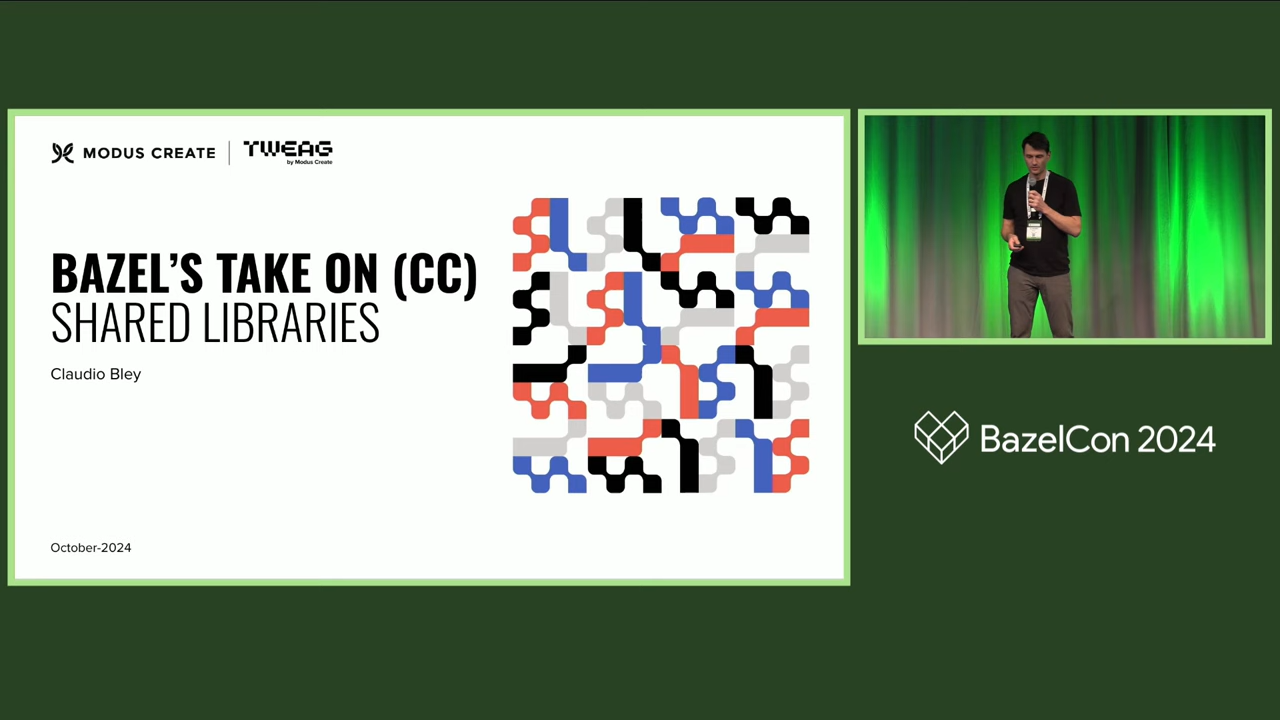 MODUS CREATE
TWEAG
by Modus Create
BAZEL'S TAKE ON (CC)
SHARED LIBRARIES
Claudio Bley
October-2024
BazelCon 2024